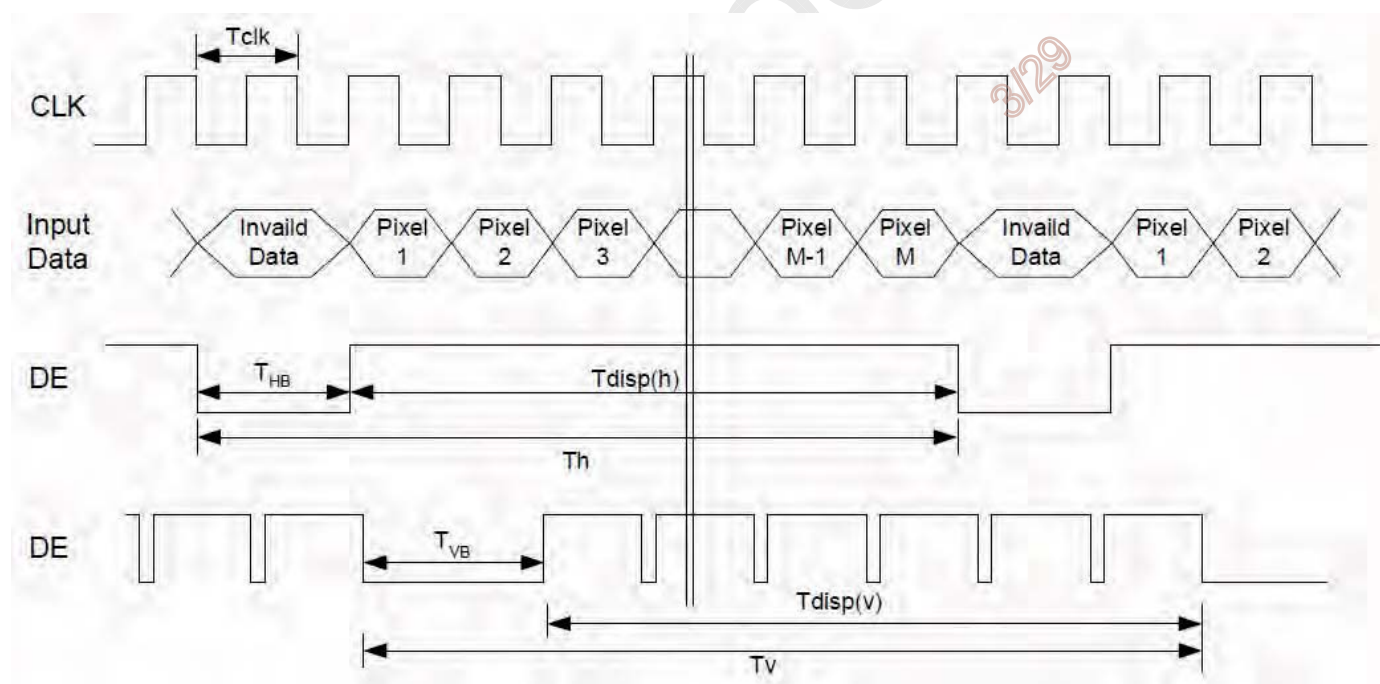 Tclk
3/29
CLK
Input
Data
Invaild
Data
Pixel
1
Pixel
2
Pixel
3
Pixel
M-1
Pixel
M
Invaild
Data
Pixel
1
Pixel
2
DE
THB
Tdisp(h)
Th
DE
TVB
Tdisp(v)
Tv